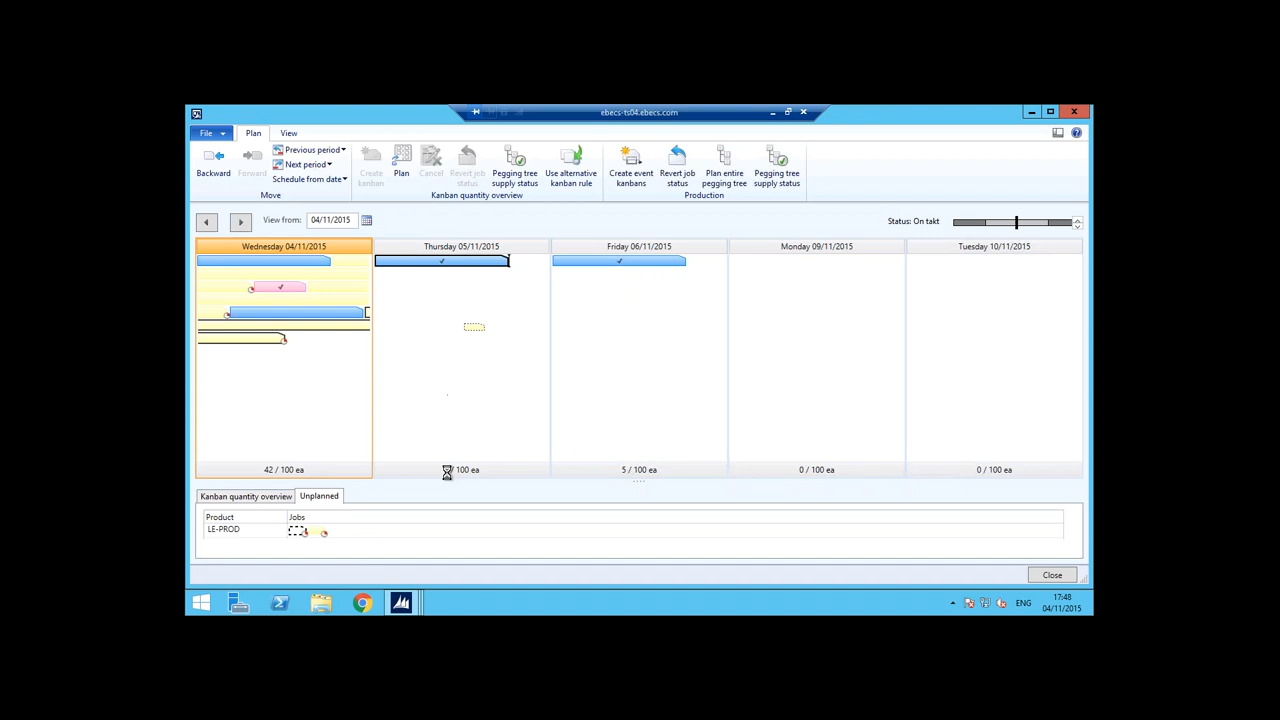 ebecs-ts04.ebecs.com
File Plan View
Backward Forward
Previous period
Next period
Schedule from date
Move
Create kanban
Plan
Cancel
Revert job status
Pegging tree supply status
Use alternative kanban rule
Kanban quantity overview
Create event kanbans
Revert job status
Plan entire pegging tree
Pegging tree supply status
Production
View from: 04/11/2015
Status: On takt
Wednesday 04/11/2015 Thursday 05/11/2015 Friday 06/11/2015 Monday 09/11/2015 Tuesday 10/11/2015
42 / 100 ea /100 ea 5 / 100 ea 0 / 100 ea 0 / 100 ea
Kanban quantity overview Unplanned
Product Jobs
LE-PROD
Close
ENG
17:48
04/11/2015